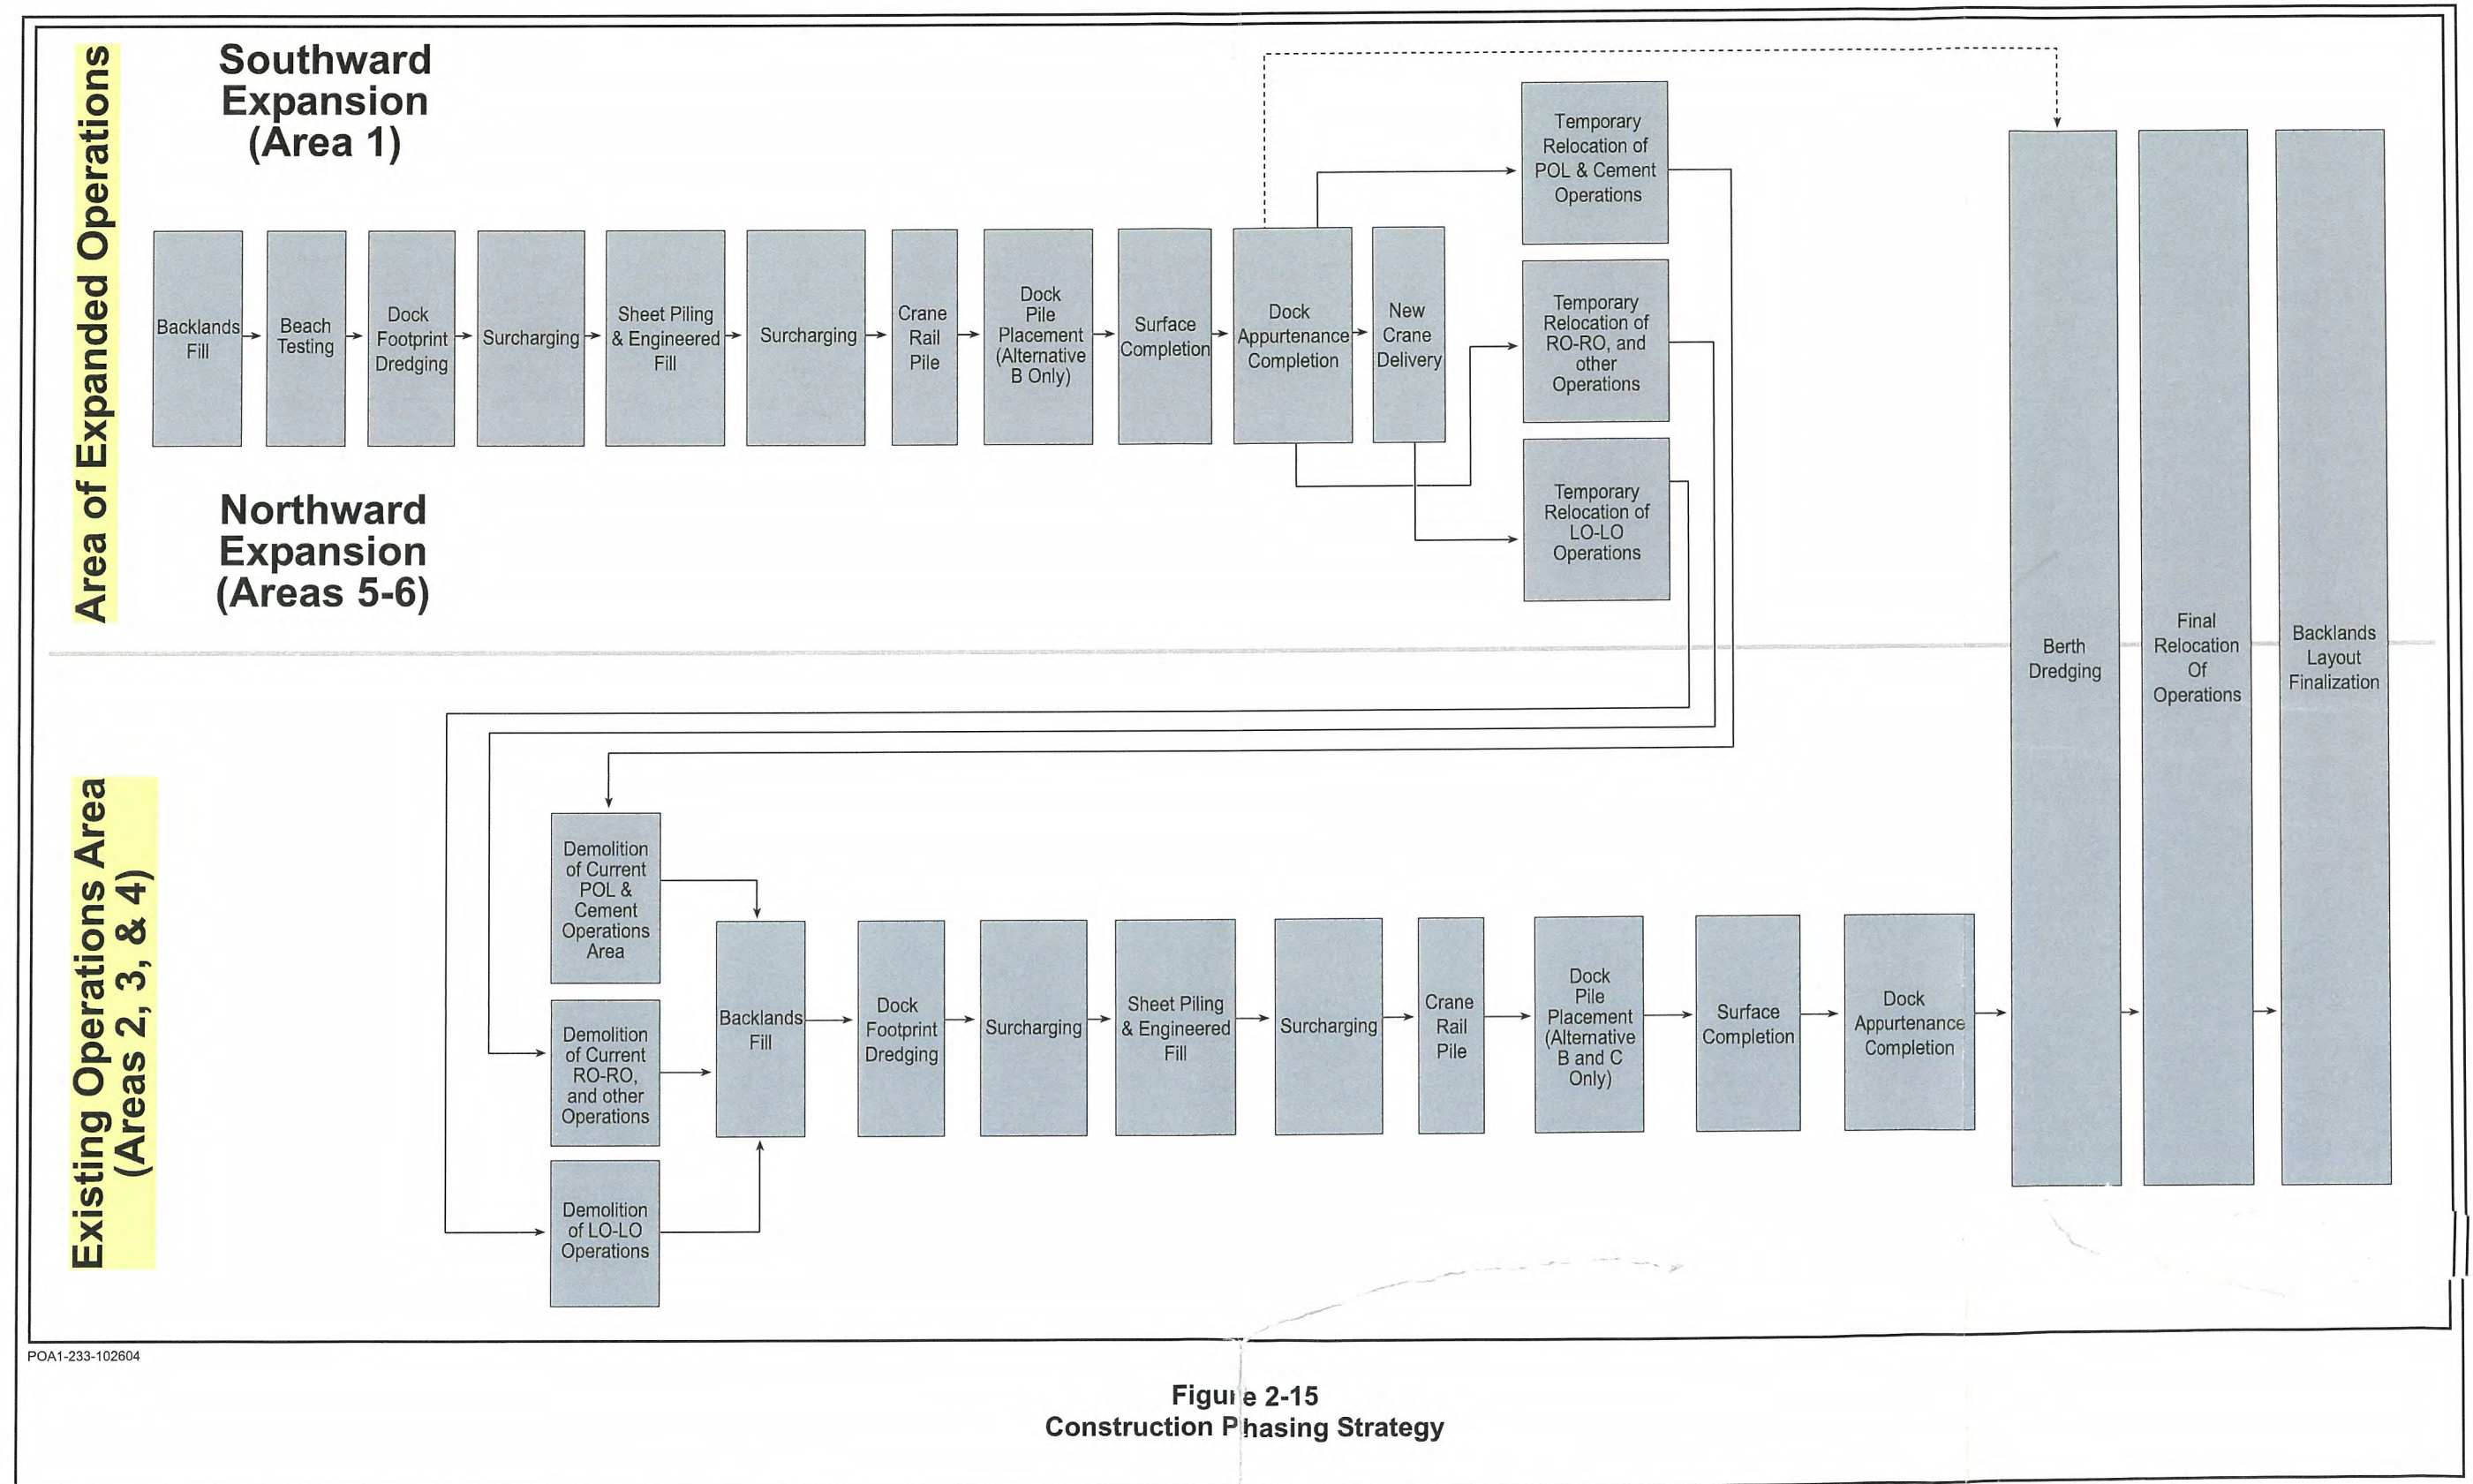 Area of Expanded Operations
Southward
Expansion
(Area 1)
Backlands
Fill
Beach
Testing
Dock
Footprint
Dredging
Surcharging
Sheet Piling
& Engineered
Fill
Surcharging
Crane
Rail
Pile
Dock
Pile
Placement
(Alternative
B Only)
Surface
Completion
Dock
Appurtenance
Completion
New
Crane
Delivery
Temporary
Relocation of
POL & Cement
Operations
Temporary
Relocation of
RO-RO, and
other
Operations
Temporary
Relocation of
LO-LO
Operations
Northward
Expansion
(Areas 5-6)
Existing Operations Area
(Areas 2, 3, & 4)
Demolition
of Current
POL &
Cement
Operations
Area
Demolition
of Current
RO-RO,
and other
Operations
Demolition
of LO-LO
Operations
Backlands
Fill
Dock
Footprint
Dredging
Surcharging
Sheet Piling
& Engineered
Fill
Surcharging
Crane
Rail
Pile
Dock
Pile
Placement
(Alternative
B and C
Only)
Surface
Completion
Dock
Appurtenance
Completion
Berth
Dredging
Final
Relocation
Of
Operations
Backlands
Layout
Finalization
POA1-233-102604
Figure 2-15
Construction Phasing Strategy